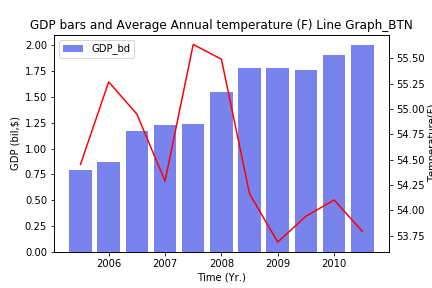 GDP bars and Average Annual temperature (F) Line Graph_BTN
GDP_bd
GDP (bil,$)
2.00
1.75
1.50
1.25
1.00
0.75
0.50
0.25
0.00
2006 2007 2008 2009 2010
Time (Yr.)
55.50
55.25
55.00
54.75
54.50
54.25
54.00
53.75
Temperature(F)